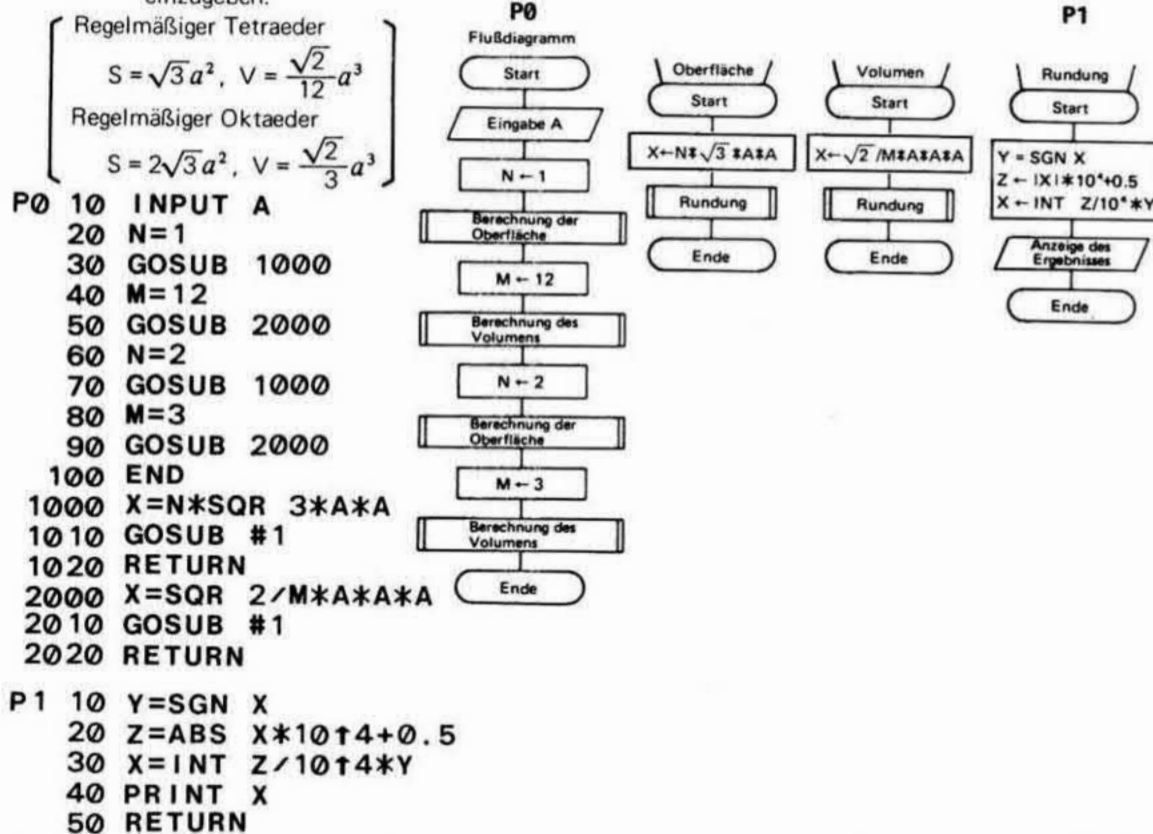 einzugeben.
Regelmäßiger Tetraeder
S = √3 a², V = √2/12 a³
Regelmäßiger Oktaeder
S = 2√3 a², V = √2/3 a³
P0 10 INPUT A
20 N=1
30 GOSUB 1000
40 M=12
50 GOSUB 2000
60 N=2
70 GOSUB 1000
80 M=3
90 GOSUB 2000
100 END
1000 X=N*SQR 3*A*A
1010 GOSUB #1
1020 RETURN
2000 X=SQR 2/M*A*A*A
2010 GOSUB #1
2020 RETURN
P1 10 Y=SGN X
20 Z=ABS X*10↑4+0.5
30 X=INT Z/10↑4*Y
40 PRINT X
50 RETURN
P0
Flußdiagramm
Start
Eingabe A
N ← 1
Berechnung der
Oberfläche
M ← 12
Berechnung des
Volumens
N ← 2
Berechnung der
Oberfläche
M ← 3
Berechnung des
Volumens
Ende
Oberfläche
Start
X←N*√3*A*A
Rundung
Ende
Volumen
Start
X←√2/M*A*A*A
Rundung
Ende
P1
Rundung
Start
Y = SGN X
Z ← |X|*10⁴+0.5
X ← INT Z/10⁴*Y
Anzeige des
Ergebnisses
Ende